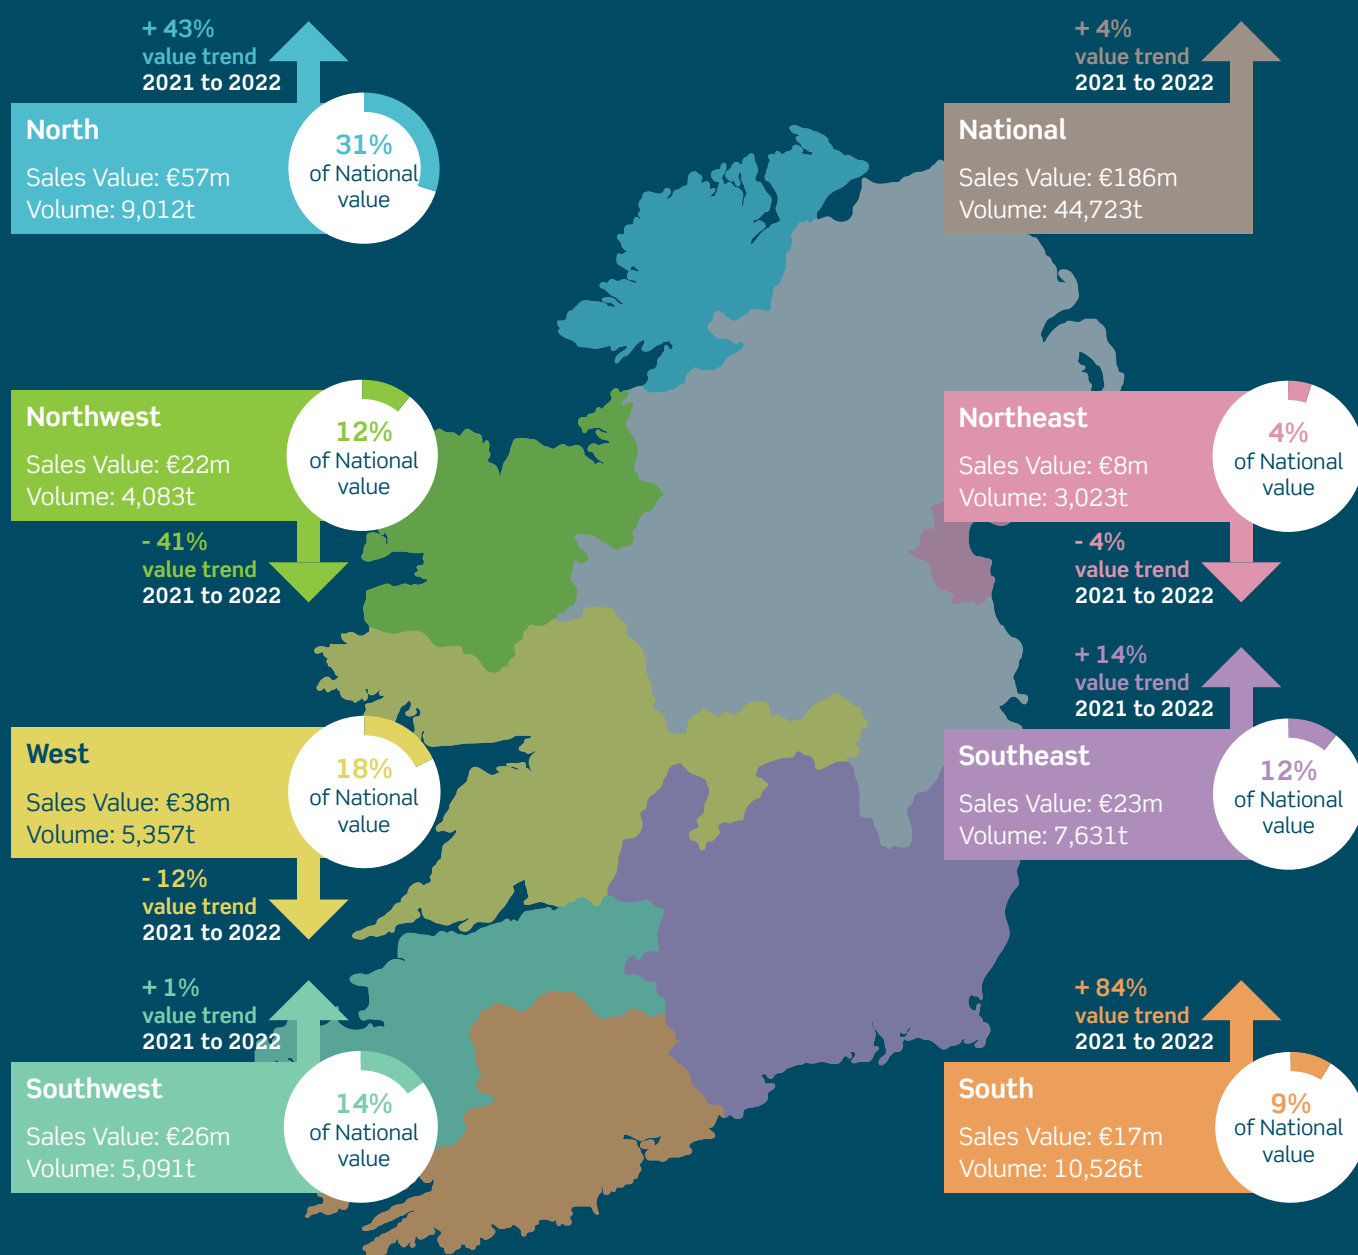 + 43%
value trend
2021 to 2022
North
Sales Value: €57m
Volume: 9,012t
31%
of National
value
+ 4%
value trend
2021 to 2022
National
Sales Value: €186m
Volume: 44,723t
Northwest
Sales Value: €22m
Volume: 4,083t
12%
of National
value
- 41%
value trend
2021 to 2022
Northeast
Sales Value: €8m
Volume: 3,023t
4%
of National
value
- 4%
value trend
2021 to 2022
West
Sales Value: €38m
Volume: 5,357t
18%
of National
value
- 12%
value trend
2021 to 2022
+ 14%
value trend
2021 to 2022
Southeast
Sales Value: €23m
Volume: 7,631t
12%
of National
value
+ 1%
value trend
2021 to 2022
Southwest
Sales Value: €26m
Volume: 5,091t
14%
of National
value
+ 84%
value trend
2021 to 2022
South
Sales Value: €17m
Volume: 10,526t
9%
of National
value